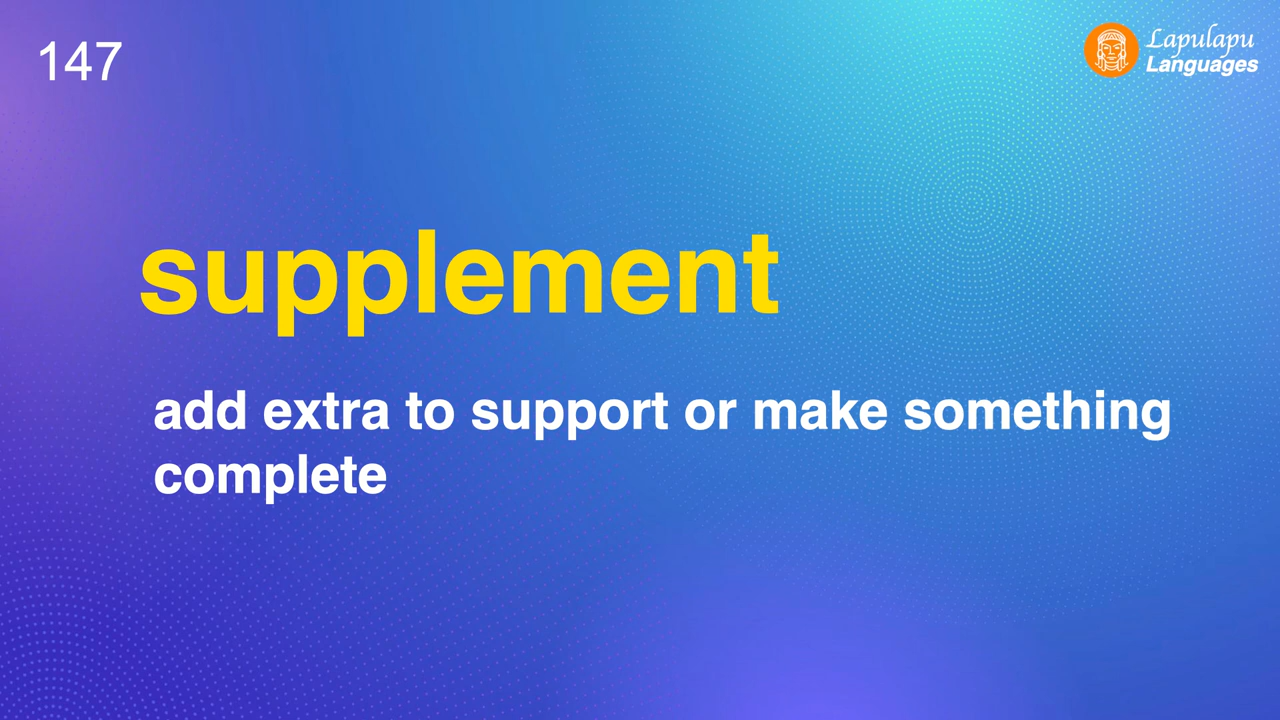 147
Lapulapu
Languages
supplement
add extra to support or make something
complete